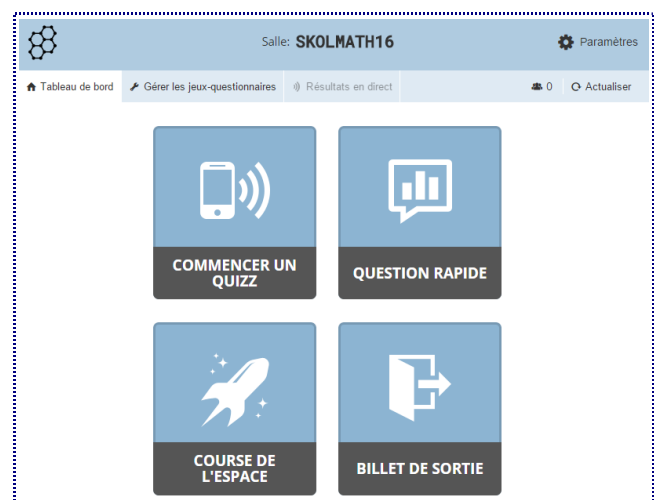 Salle: SKOLMATH16
Paramètres
Tableau de bord
Gérer les jeux-questionnaires
Résultats en direct
0
Actualiser
COMMENCER UN
QUIZZ
QUESTION RAPIDE
COURSE DE
L'ESPACE
BILLET DE SORTIE